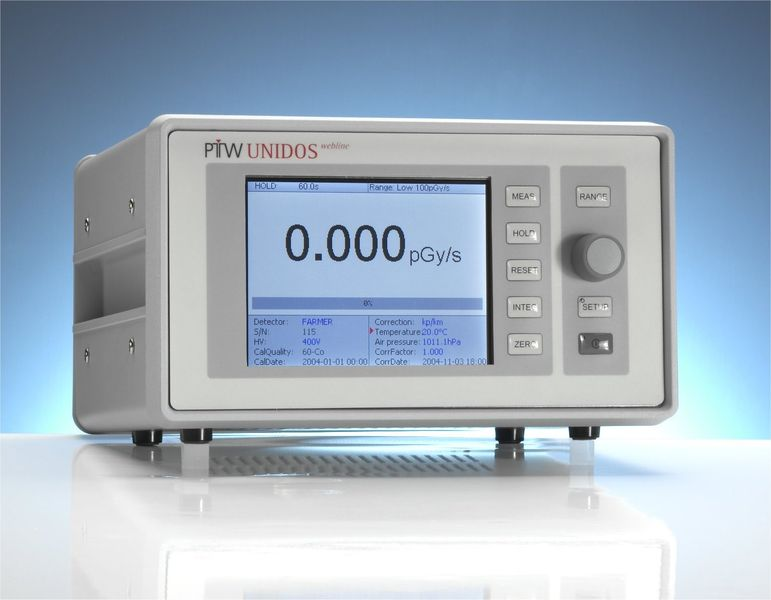 PTW UNIDOS webline
HOLD 60.0s Range: Low 100pGy/s
0.000 pGy/s
0%
Detector: FARMER Correction: kp/km
S/N: 115 Temperature: 20.0°C
HV: 400V Air pressure: 1011.1hPa
CalQuality: 60-Co CorrFactor: 1.000
CalDate: 2004-01-01 00:00 CorrDate: 2004-11-03 18:00
MEAS
HOLD
RESET
INTEG
ZERO
RANGE
SETUP